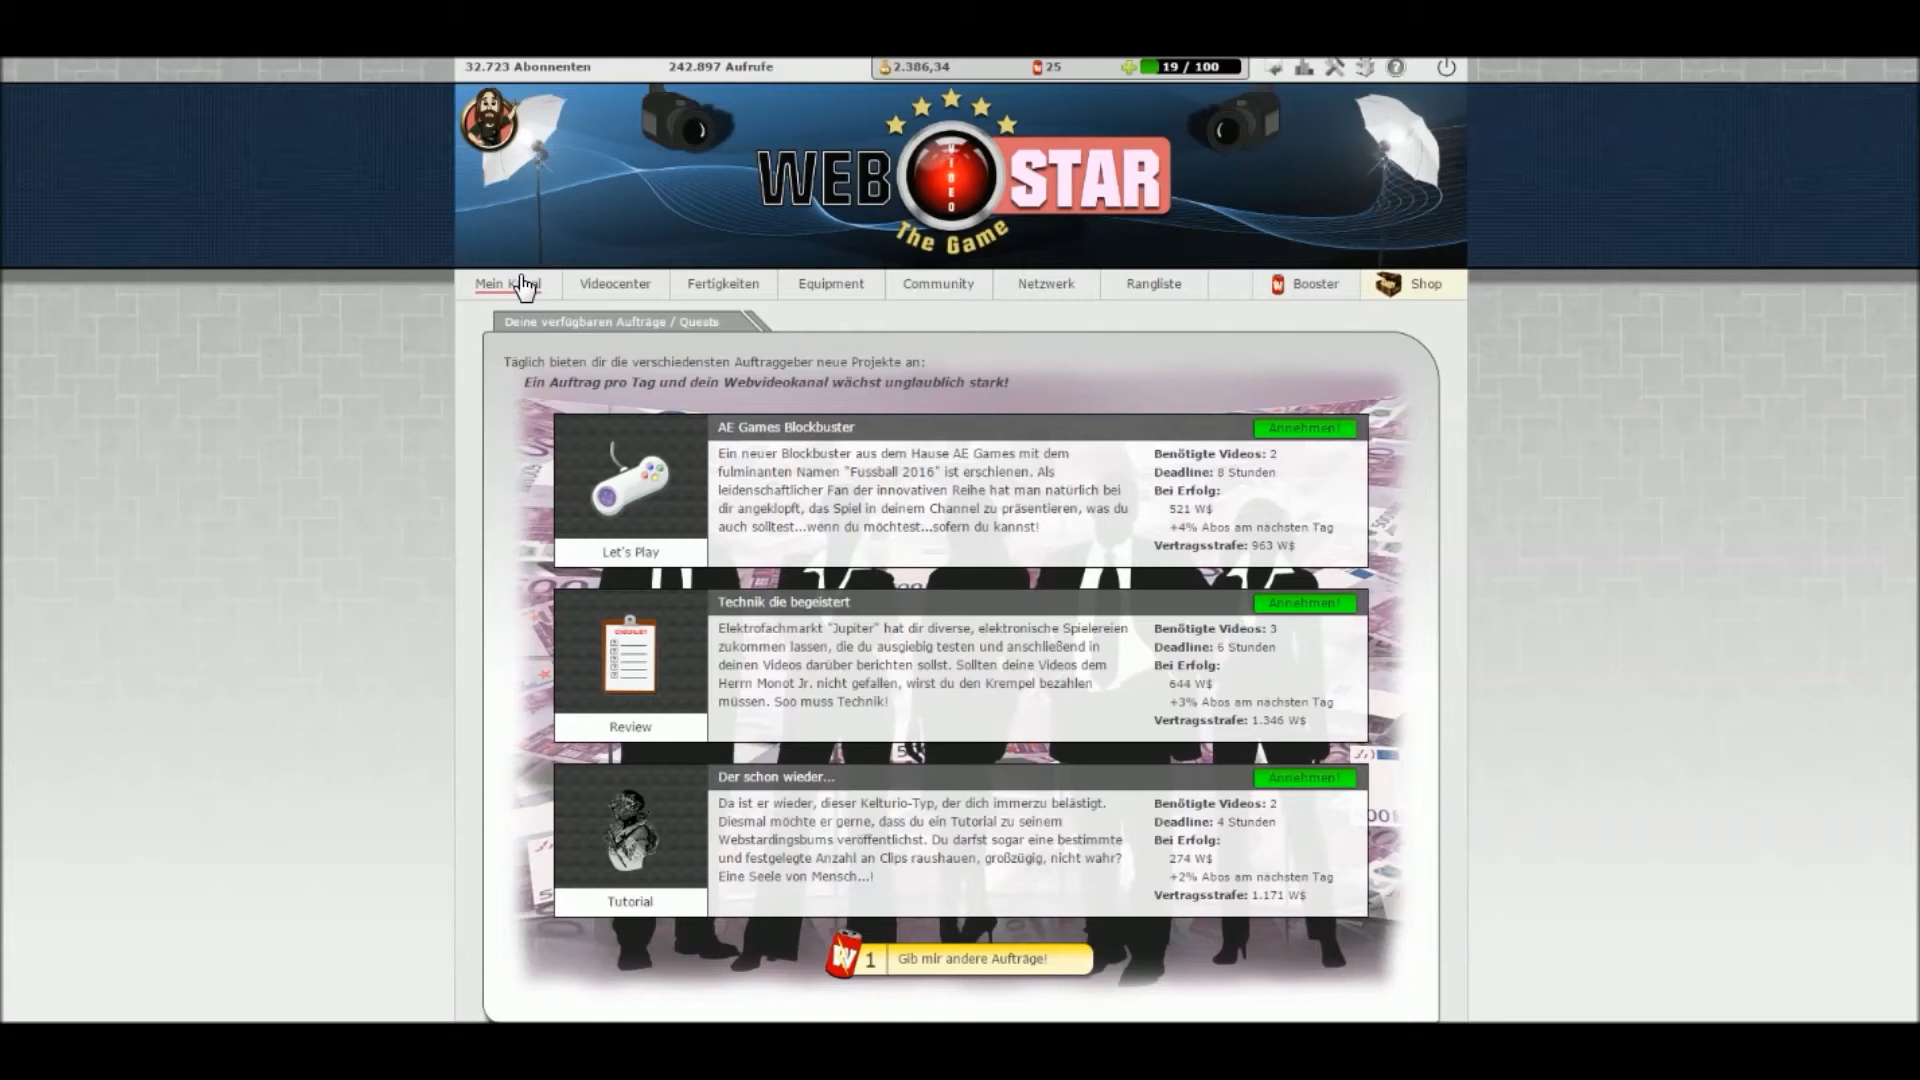 32.723 Abonnenten 242.897 Aufrufe 2.386,34 25 19 / 100
WEB VIDEO STAR
The Game
Mein Videocenter Fertigkeiten Equipment Community Netzwerk Rangliste Booster Shop
Deine verfügbaren Aufträge / Quests
Täglich bieten dir die verschiedensten Auftraggeber neue Projekte an:
Ein Auftrag pro Tag und dein Webvideokanal wächst unglaublich stark!
AE Games Blockbuster Annehmen!
Ein neuer Blockbuster aus dem Hause AE Games mit dem
fulminanten Namen "Fussball 2016" ist erschienen. Als
leidenschaftlicher Fan der innovativen Reihe hat man natürlich bei
dir angeklopft, das Spiel in deinem Channel zu präsentieren, was du
auch solltest...wenn du möchtest...sofern du kannst!
Benötigte Videos: 2
Deadline: 8 Stunden
Bei Erfolg:
521 W$
+4% Abos am nächsten Tag
Vertragsstrafe: 963 W$
Let's Play
Technik die begeistert Annehmen!
Elektrofachmarkt "Jupiter" hat dir diverse, elektronische Spielereien
zukommen lassen, die du ausgiebig testen und anschließend in
deinen Videos darüber berichten sollst. Sollten deine Videos dem
Herrn Monot Jr. nicht gefallen, wirst du den Krempel bezahlen
müssen. Soo muss Technik!
Benötigte Videos: 3
Deadline: 6 Stunden
Bei Erfolg:
644 W$
+3% Abos am nächsten Tag
Vertragsstrafe: 1.346 W$
CHECKLIST
Review
Der schon wieder... Annehmen!
Da ist er wieder, dieser Kelturio-Typ, der dich immerzu belästigt.
Diesmal möchte er gerne, dass du ein Tutorial zu seinem
Webstardingsbums veröffentlichst. Du darfst sogar eine bestimmte
und festgelegte Anzahl an Clips raushauen, großzügig, nicht wahr?
Eine Seele von Mensch...!
Benötigte Videos: 2
Deadline: 4 Stunden
Bei Erfolg:
274 W$
+2% Abos am nächsten Tag
Vertragsstrafe: 1.171 W$
Tutorial
W 1 Gib mir andere Aufträge!